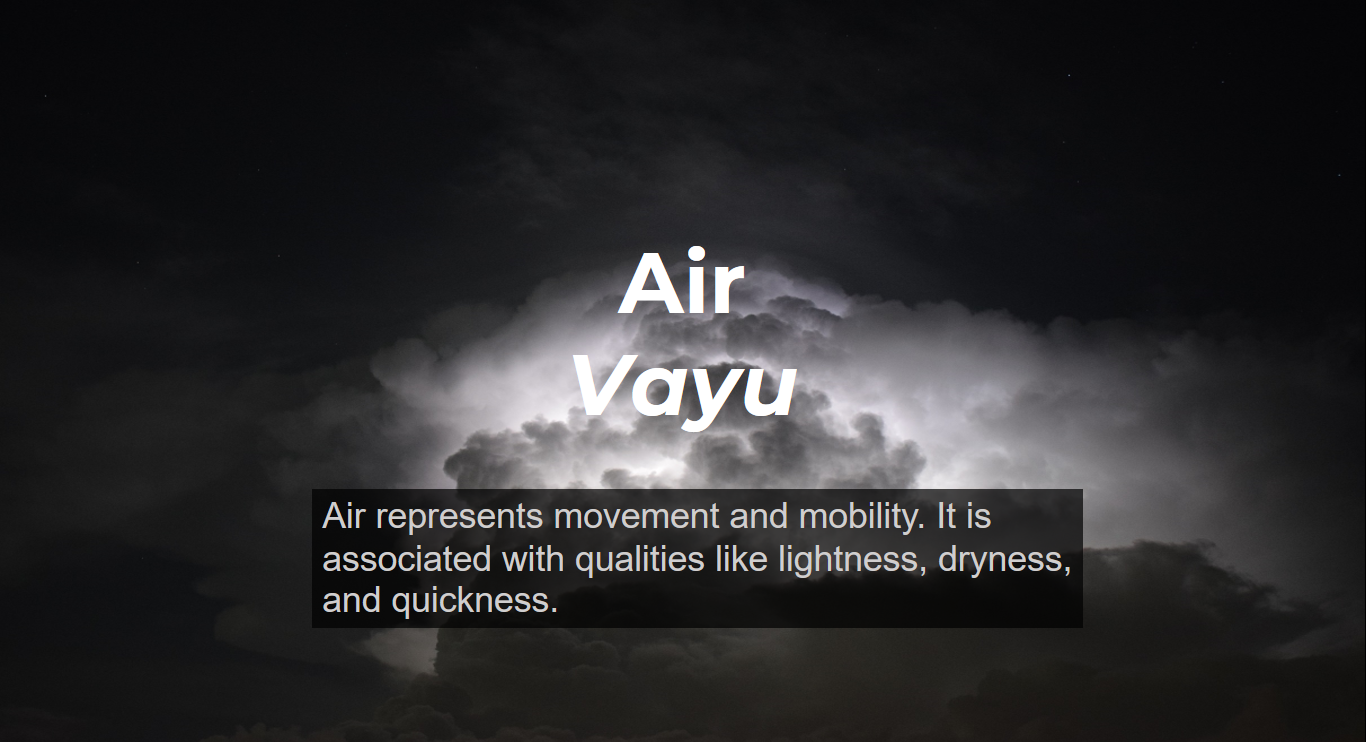 Air
Vayu
Air represents movement and mobility. It is
associated with qualities like lightness, dryness,
and quickness.